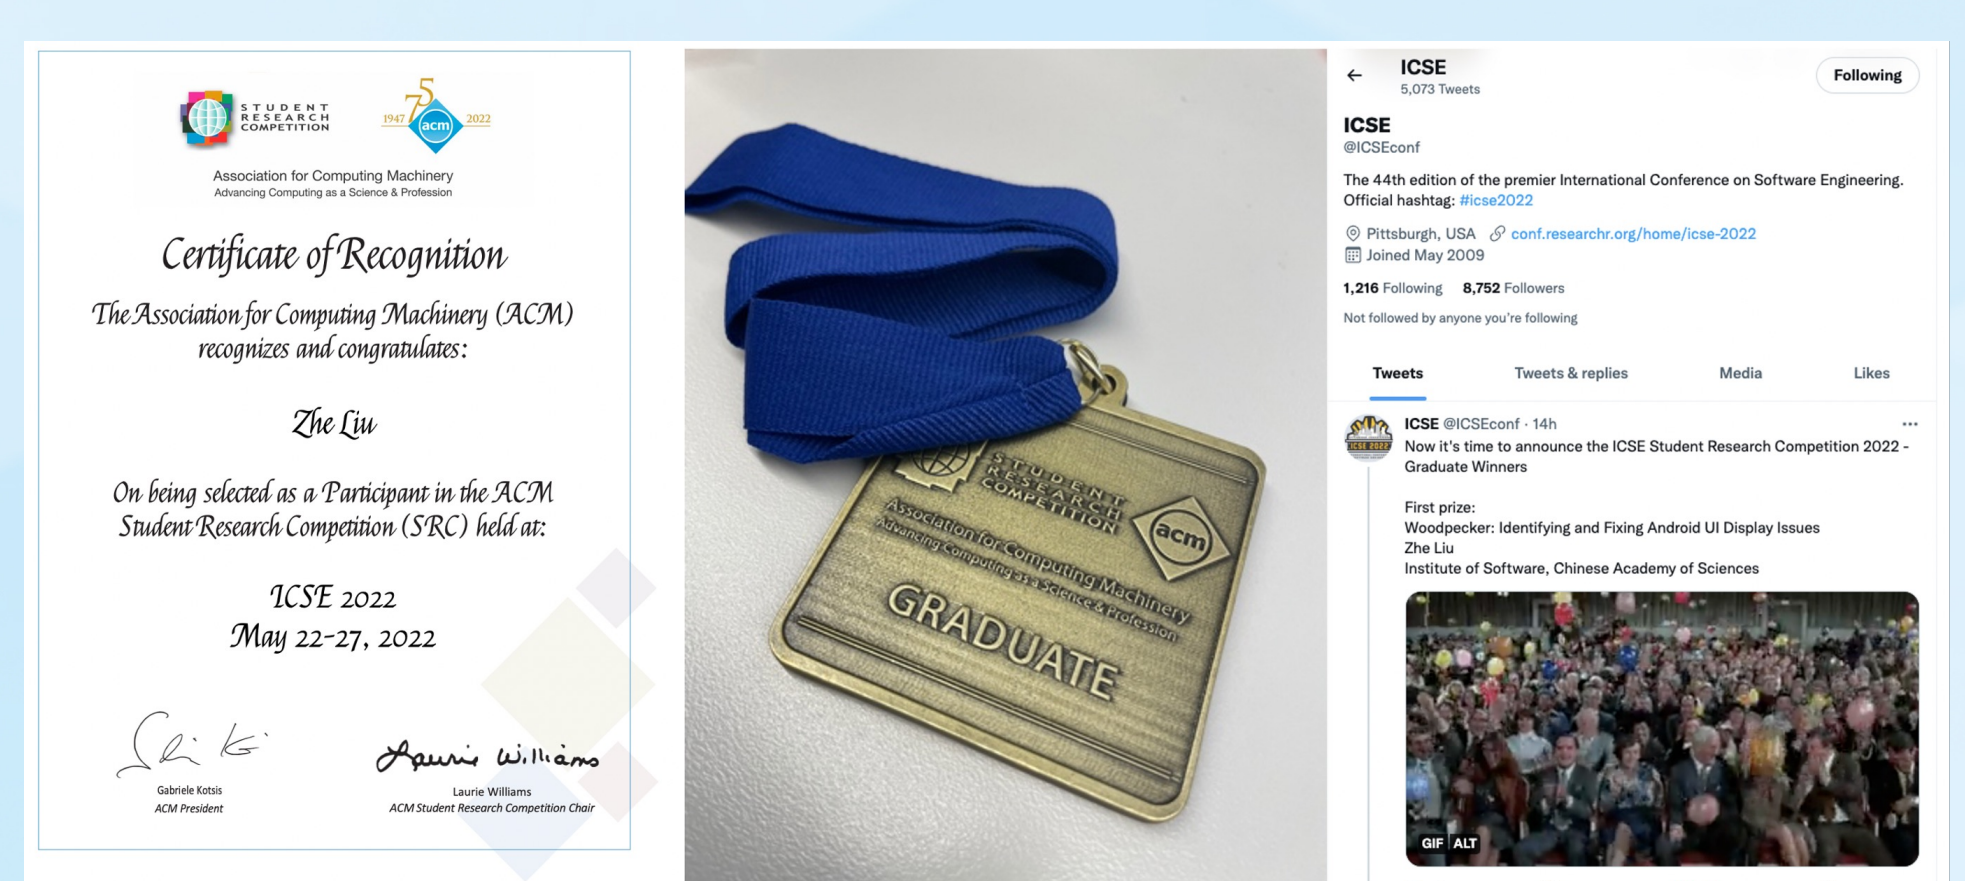 STUDENT
RESEARCH
COMPETITION
75
1947
acm
2022
Association for Computing Machinery
Advancing Computing as a Science & Profession
Certificate of Recognition
The Association for Computing Machinery (ACM)
recognizes and congratulates:
Zhe Liu
On being selected as a Participant in the ACM
Student Research Competition (SRC) held at:
ICSE 2022
May 22-27, 2022
Laurie Williams
Gabriele Kotsis
ACM President
Laurie Williams
ACM Student Research Competition Chair
STUDENT
RESEARCH
COMPETITION
acm
Association for Computing Machinery
Advancing Computing as a Science & Profession
GRADUATE
ICSE
5,073 Tweets
Following
ICSE
@ICSEconf
The 44th edition of the premier International Conference on Software Engineering.
Official hashtag: #icse2022
Pittsburgh, USA conf.researchr.org/home/icse-2022
Joined May 2009
1,216 Following 8,752 Followers
Not followed by anyone you're following
Tweets Tweets & replies Media Likes
ICSE 2022
ICSE @ICSEconf · 14h
Now it's time to announce the ICSE Student Research Competition 2022 -
Graduate Winners
First prize:
Woodpecker: Identifying and Fixing Android UI Display Issues
Zhe Liu
Institute of Software, Chinese Academy of Sciences
GIF ALT